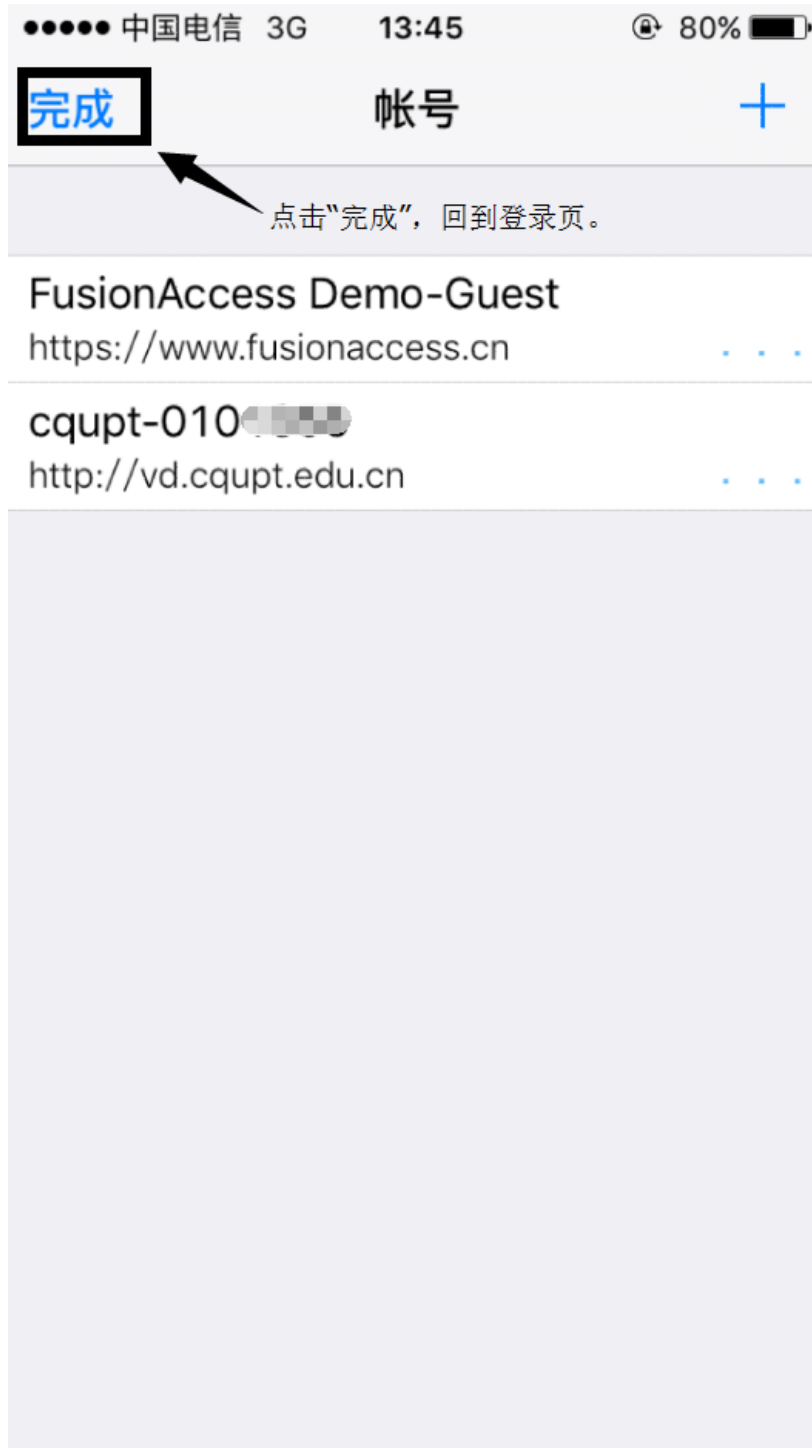 中国电信 3G 13:45 80%
完成 帐号 +
点击“完成”，回到登录页。
FusionAccess Demo-Guest
https://www.fusionaccess.cn
...
cqupt-010
http://vd.cqupt.edu.cn
...